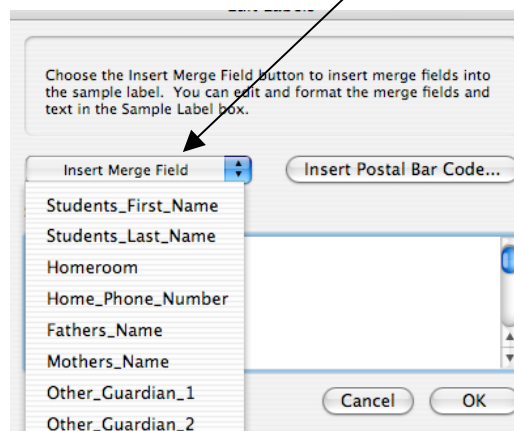 Edit Labels
Choose the Insert Merge Field button to insert merge fields into
the sample label.  You can edit and format the merge fields and
text in the Sample Label box.
Insert Merge Field
Insert Postal Bar Code...
Students_First_Name
Students_Last_Name
Homeroom
Home_Phone_Number
Fathers_Name
Mothers_Name
Other_Guardian_1
Other_Guardian_2
Cancel
OK